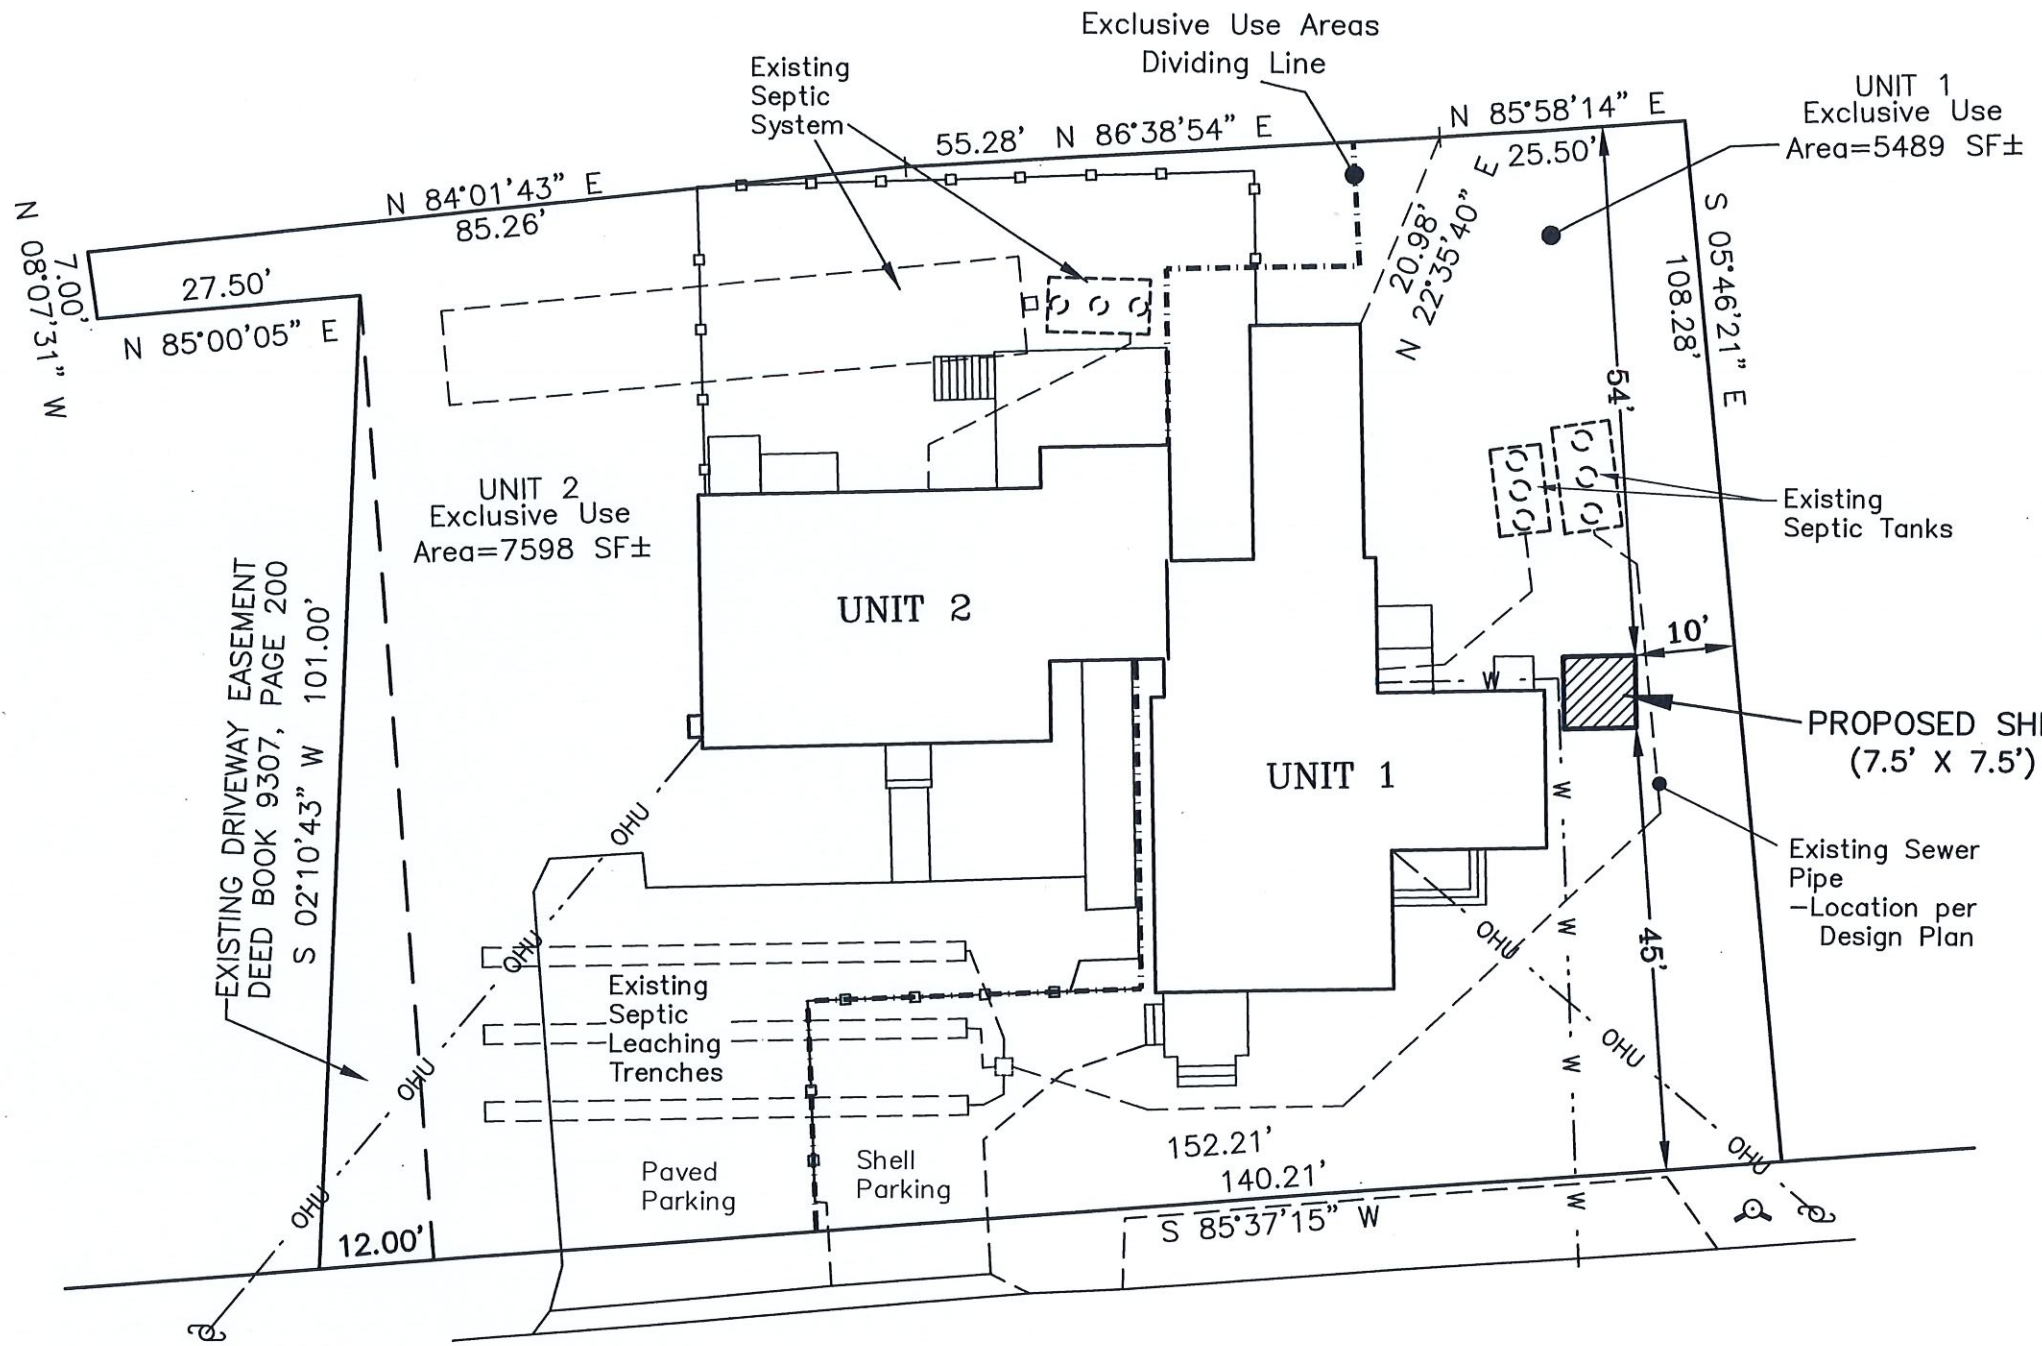 Exclusive Use Areas
Dividing Line
Existing
Septic
System
UNIT 1
Exclusive Use
Area=5489 SF±
55.28' N 86°38'54" E
N 85°58'14" E
25.50'
N 84°01'43" E
85.26'
N 08°07'31" W
7.00'
27.50'
N 85°00'05" E
20.98'
N 22°35'40" E
S 05°46'21" E
108.28'
54'
UNIT 2
Exclusive Use
Area=7598 SF±
Existing
Septic Tanks
EXISTING DRIVEWAY EASEMENT
DEED BOOK 9307, PAGE 200
S 02°10'43" W 101.00'
UNIT 2
10'
W
PROPOSED SH
(7.5' X 7.5')
UNIT 1
W
OHU
Existing Sewer
Pipe
-Location per
Design Plan
OHU
OHU
W
45'
Existing
Septic
Leaching
Trenches
OHU
OHU
W
152.21'
140.21'
S 85°37'15" W
OHU
Shell
Parking
Paved
Parking
OHU
W
12.00'